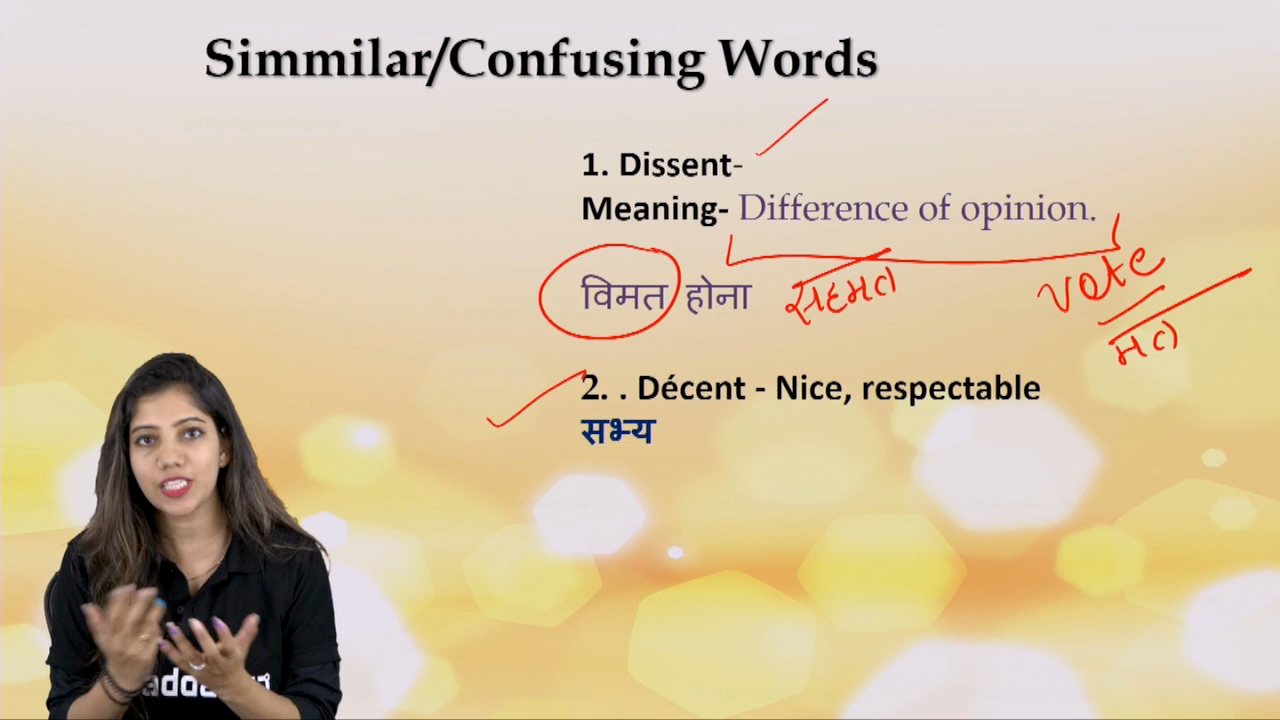 Simmilar/Confusing Words
1. Dissent-
Meaning- Difference of opinion.
विमत होना सहमत vote
मत
2. . Décent - Nice, respectable
सभ्य